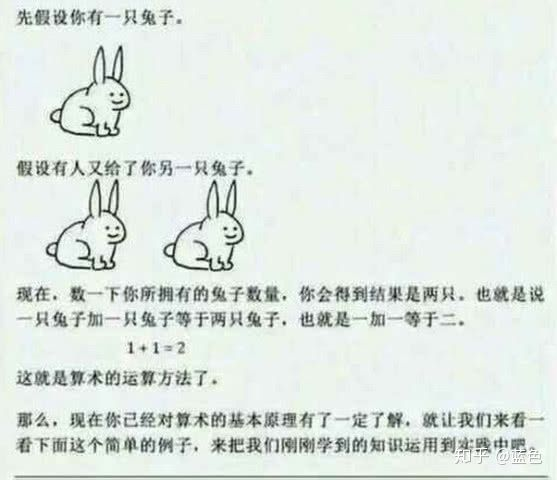 先假设你有一只兔子。
假设有人又给了你另一只兔子。
现在，数一下你所拥有的兔子数量，你会得到结果是两只。也就是说
一只兔子加一只兔子等于两只兔子，也就是一加一等于二。
1 + 1 = 2
这就是算术的运算方法了。
那么，现在你已经对算术的基本原理有了一定了解，就让我们来看一
看下面这个简单的例子，来把我们刚刚学到的知识运用到实践中吧。
知乎 @蓝色